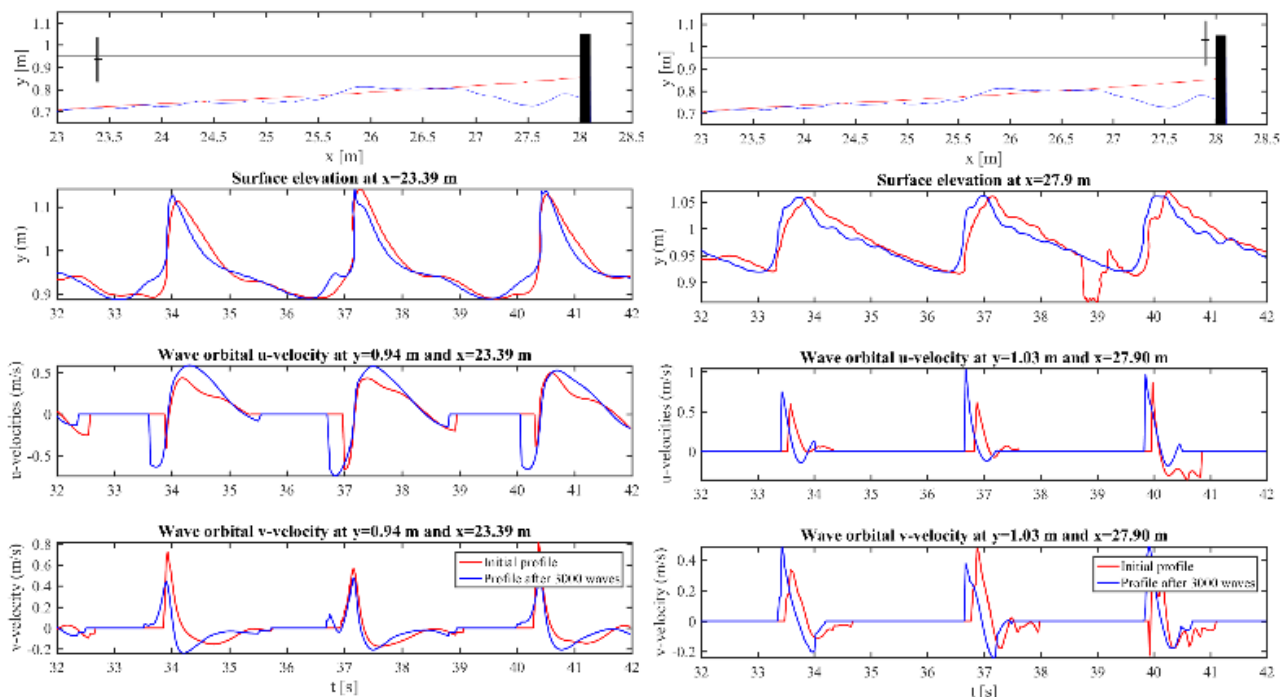 1.1
1
0.9
0.8
0.7
y [m]
23 23.5 24 24.5 25 25.5 26 26.5 27 27.5 28 28.5
x [m]
Surface elevation at x=23.39 m
1.1
1
0.9
y (m)
32 33 34 35 36 37 38 39 40 41 42
Wave orbital u-velocity at y=0.94 m and x=23.39 m
0.5
0
-0.5
u-velocities (m/s)
32 33 34 35 36 37 38 39 40 41 42
Wave orbital v-velocity at y=0.94 m and x=23.39 m
0.8
0.6
0.4
0.2
0
-0.2
v-velocity (m/s)
Initial profile
Profile after 3000 waves
32 33 34 35 36 37 38 39 40 41 42
t [s]
1.1
1
0.9
0.8
0.7
y [m]
23 23.5 24 24.5 25 25.5 26 26.5 27 27.5 28 28.5
x [m]
Surface elevation at x=27.9 m
1.05
1
0.95
0.9
y (m)
32 33 34 35 36 37 38 39 40 41 42
Wave orbital u-velocity at y=1.03 m and x=27.90 m
1
0.5
0
u-velocities (m/s)
32 33 34 35 36 37 38 39 40 41 42
Wave orbital v-velocity at y=1.03 m and x=27.90 m
0.4
0.2
0
-0.2
v-velocity (m/s)
Initial profile
Profile after 3000 waves
32 33 34 35 36 37 38 39 40 41 42
t [s]